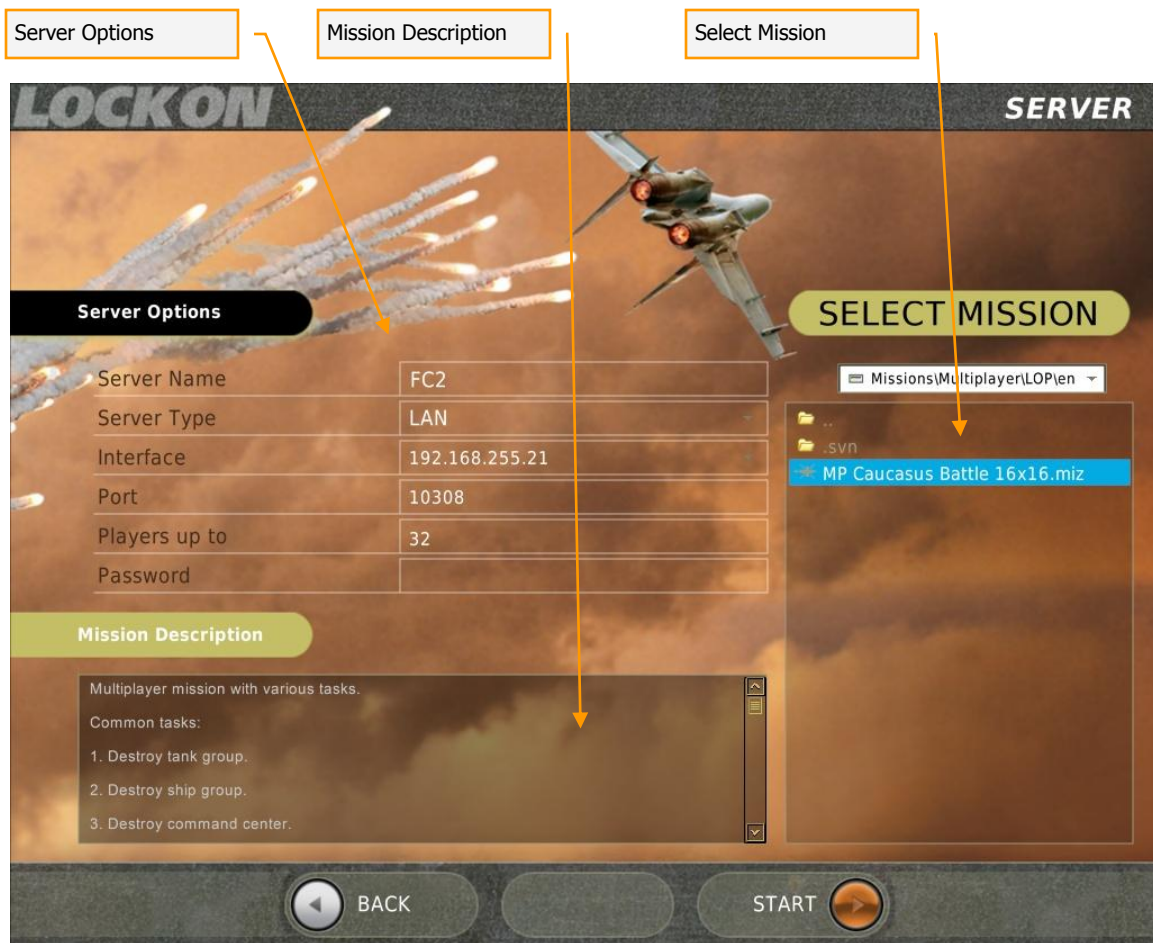 Server Options
Mission Description
Select Mission
LOCK ON
SERVER
Server Options
SELECT MISSION
Server Name FC2
Server Type LAN
Interface 192.168.255.21
Port 10308
Players up to 32
Password
Missions\Multiplayer\LOP\en
..
.svn
MP Caucasus Battle 16x16.miz
Mission Description
Multiplayer mission with various tasks.
Common tasks:
1. Destroy tank group.
2. Destroy ship group.
3. Destroy command center.
BACK
START